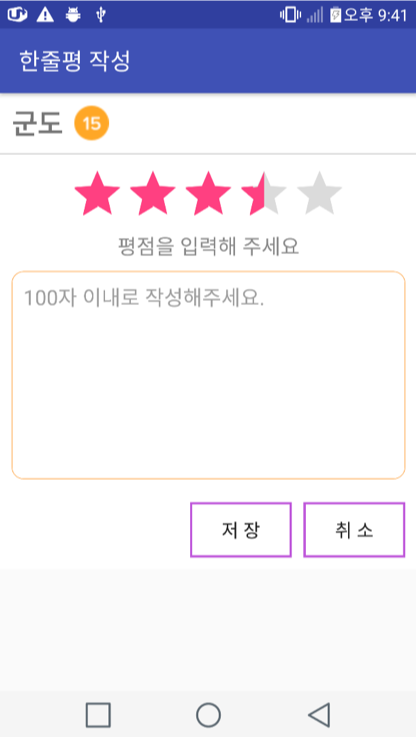 오후 9:41
한줄평 작성
군도 15
평점을 입력해 주세요
100자 이내로 작성해주세요.
저 장 취 소